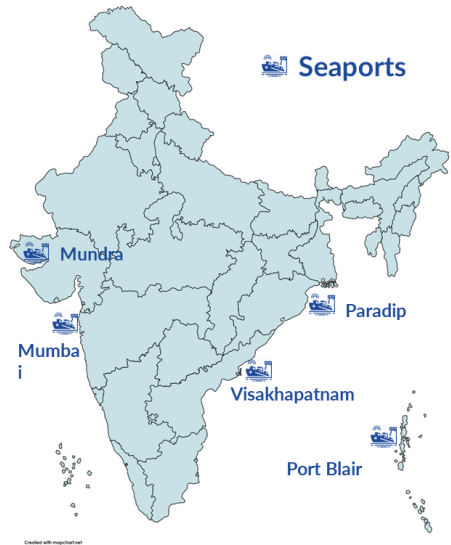 Seaports
Mundra
Paradip
Mumba
i
Visakhapatnam
Port Blair
Created with mapchart.net